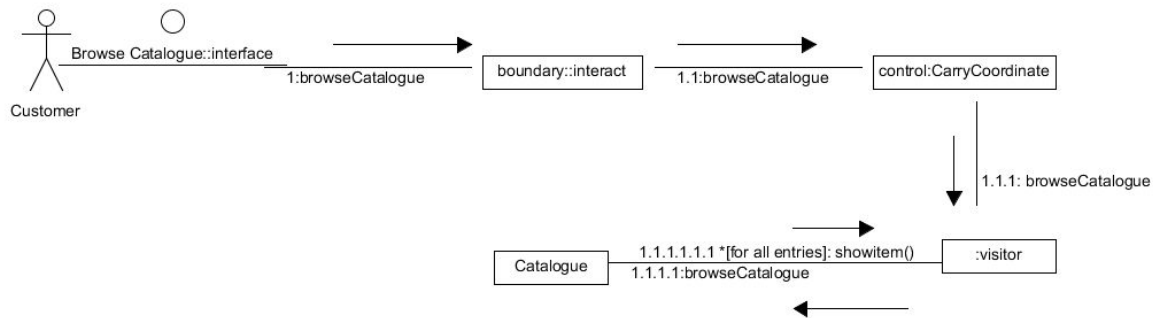 Browse Catalogue::interface
1:browseCatalogue
boundary::interact
1.1:browseCatalogue
control:CarryCoordinate
Customer
1.1.1: browseCatalogue
1.1.1.1.1.1 *[for all entries]: showitem()
:visitor
Catalogue
1.1.1.1:browseCatalogue